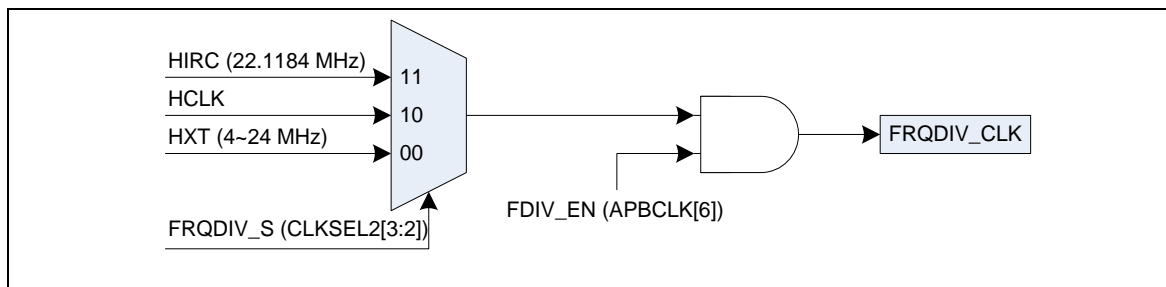 HIRC (22.1184 MHz)
11
HCLK
10
HXT (4~24 MHz)
00
FRQDIV_CLK
FDIV_EN (APBCLK[6])
FRQDIV_S (CLKSEL2[3:2])